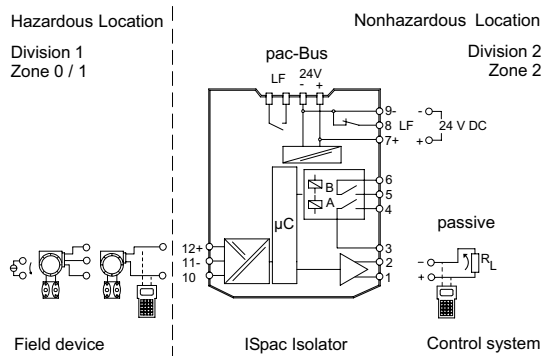 Hazardous Location
Nonhazardous Location
Division 1
Zone 0 / 1
Division 2
Zone 2
pac-Bus
LF
24V
- +
9-
8 LF
7+
-
+
24 V DC
6
5
4
B
A
µC
3
2
1
12+
11-
10
passive
-
+
R L
Field device
ISpac Isolator
Control system